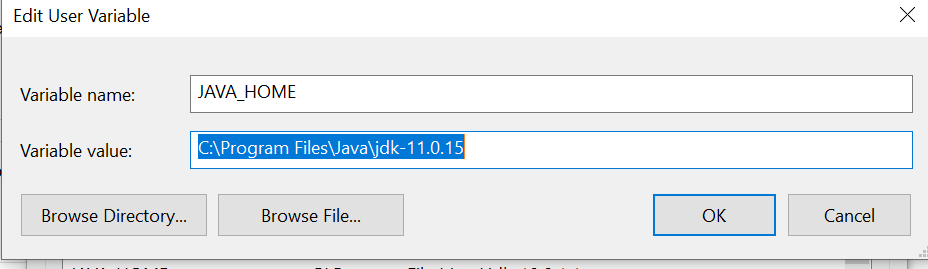 Edit User Variable
Variable name:
JAVA_HOME
Variable value:
C:\Program Files\Java\jdk-11.0.15
Browse Directory...
Browse File...
OK
Cancel